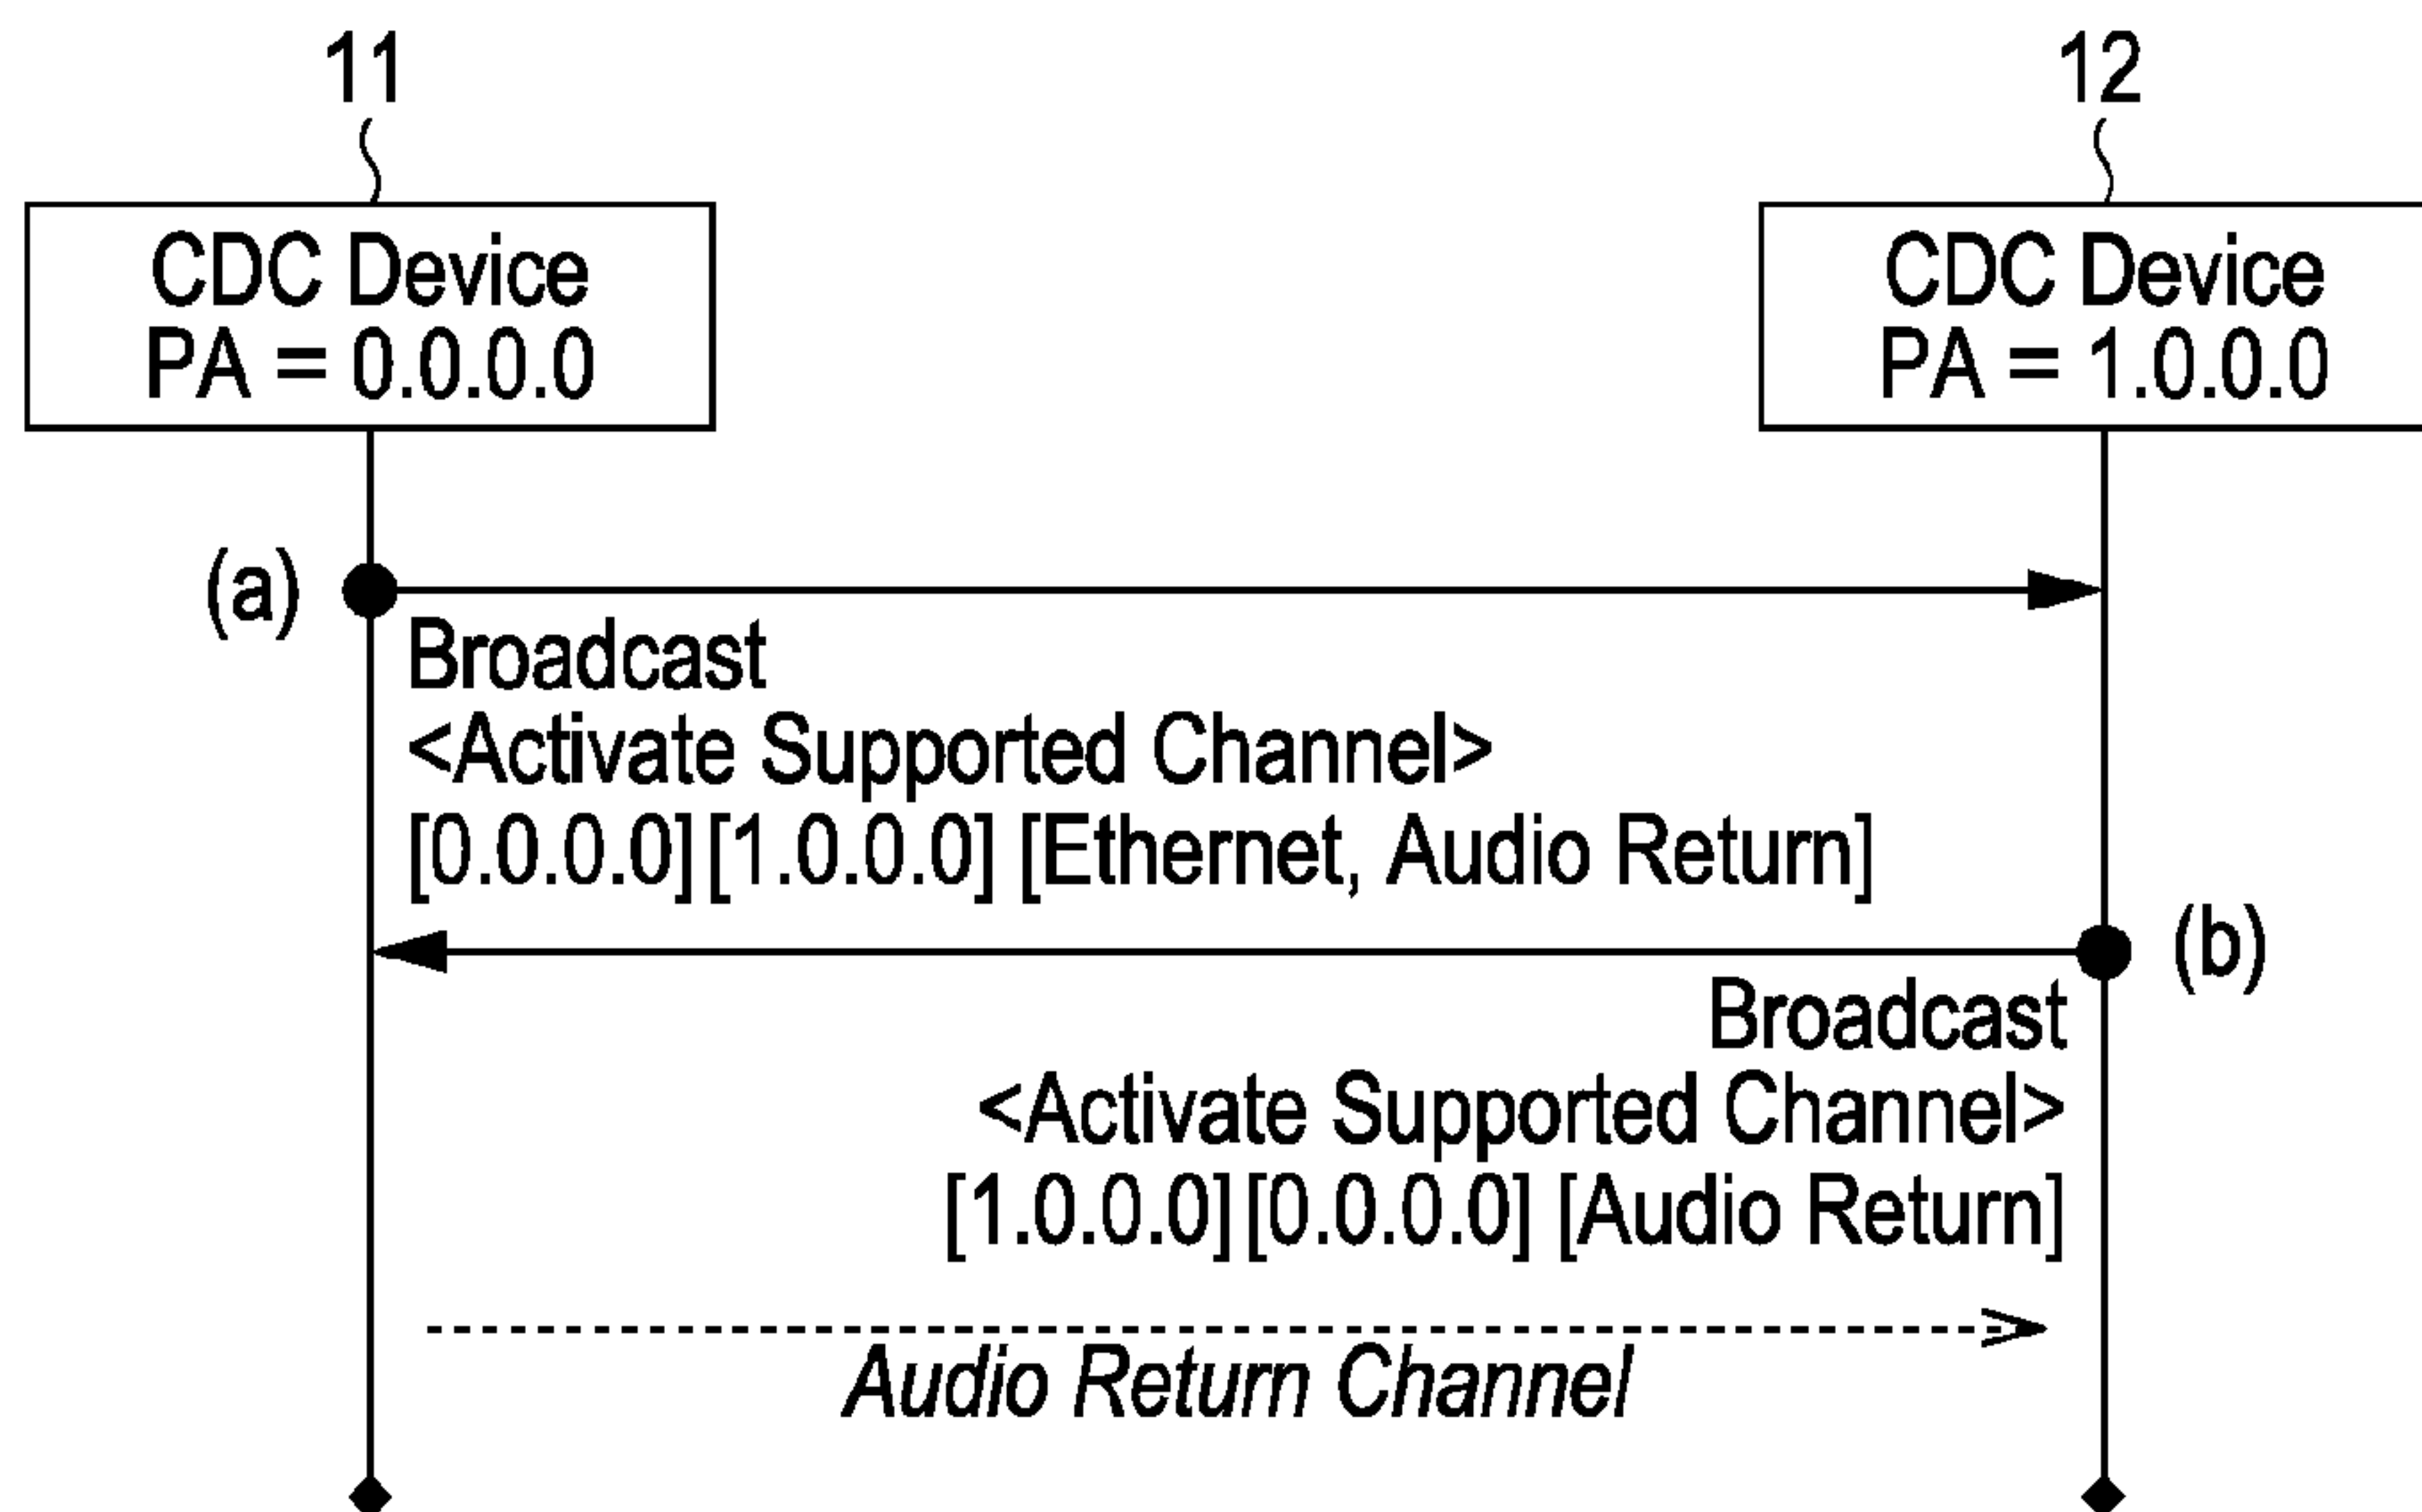 11
12
CDC Device
PA = 0.0.0.0
CDC Device
PA = 1.0.0.0
(a)
Broadcast
<Activate Supported Channel>
[0.0.0.0] [1.0.0.0] [Ethernet, Audio Return]
(b)
Broadcast
<Activate Supported Channel>
[1.0.0.0] [0.0.0.0] [Audio Return]
Audio Return Channel